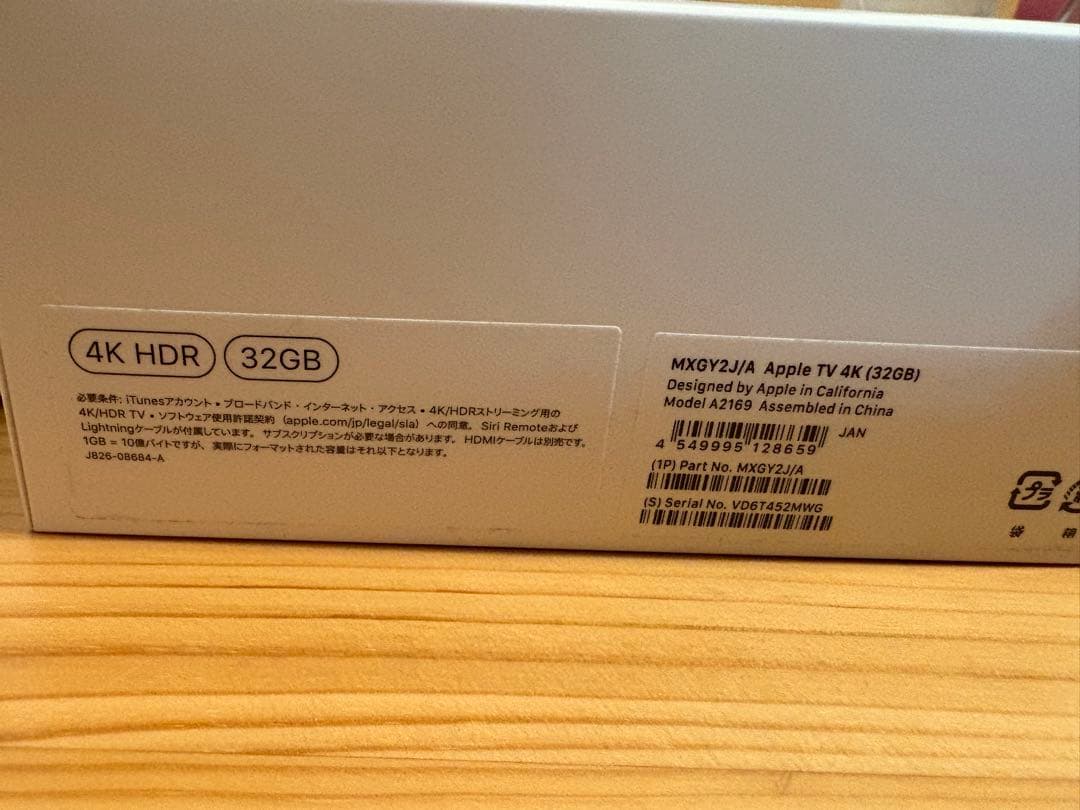 4K HDR 32GB
必要条件: iTunesアカウント • ブロードバンド・インターネット・アクセス • 4K/HDRストリーミング用の
4K/HDR TV • ソフトウェア使用許諾契約（apple.com/jp/legal/sla）への同意。 Siri Remoteおよび
Lightningケーブルが付属しています。 サブスクリプションが必要な場合があります。 HDMIケーブルは別売です。
1GB = 10億バイトですが、実際にフォーマットされた容量はそれ以下となります。
J826-0B684-A
MXGY2J/A Apple TV 4K (32GB)
Designed by Apple in California
Model A2169 Assembled in China
JAN
4 549995 128659
(1P) Part No. MXGY2J/A
(S) Serial No. VD6T452MWG
プラ
袋 箱